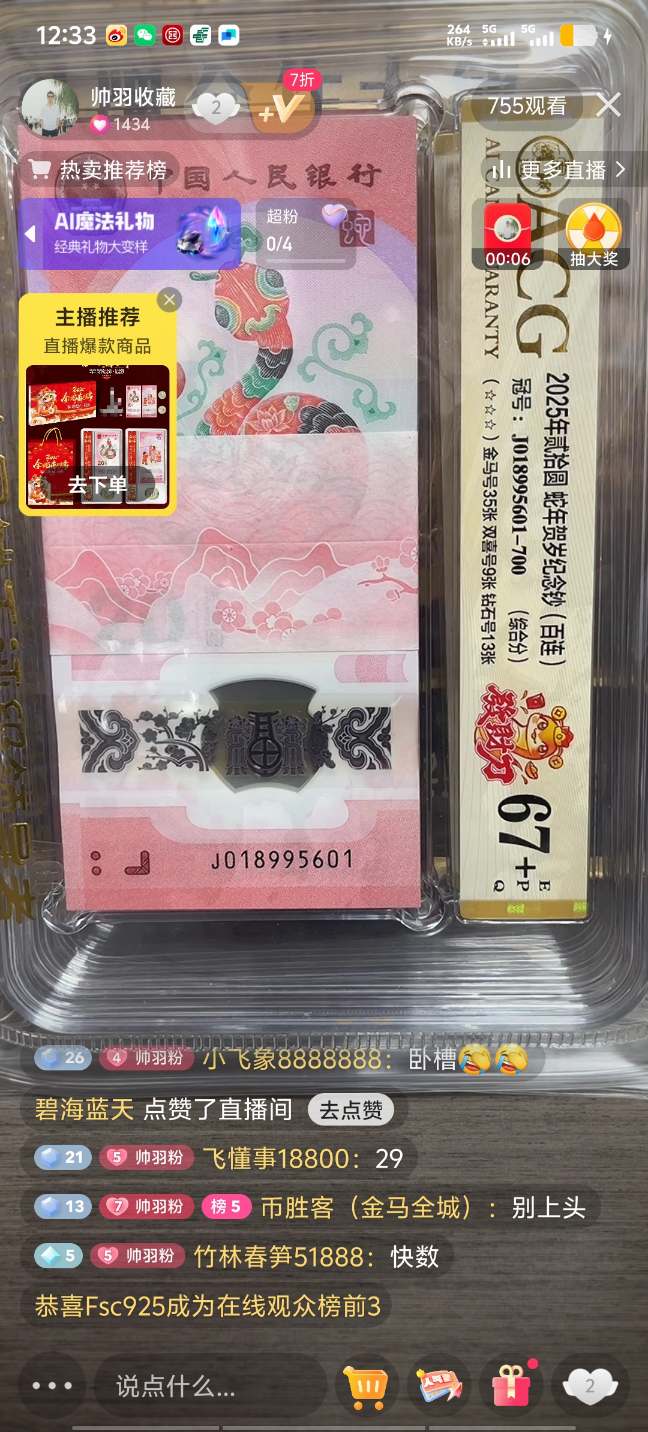 12:33
264 KB/s 5G 5G
帅羽收藏
1434
2
7折
+V
755观看
热卖推荐榜
更多直播
中国人民银行
AI魔法礼物
经典礼物大变样
超粉
0/4
00:06
抽大奖
主播推荐
直播爆款商品
去下单
ACG
2025年贰拾圆 蛇年贺岁纪念钞（百连）
冠号：J018995601-700 （综合分）
（☆☆☆）金马号35张 双喜号9张 钻石号13张
發财了
67+
E
P
Q
J018995601
26 4 帅羽粉 小飞象8888888：卧槽🤣🤣
碧海蓝天 点赞了直播间 去点赞
21 5 帅羽粉 飞懂事18800：29
13 7 帅羽粉 榜5 币胜客（金马全城）：别上头
5 5 帅羽粉 竹林春笋51888：快数
恭喜Fsc925成为在线观众榜前3
说点什么...
2